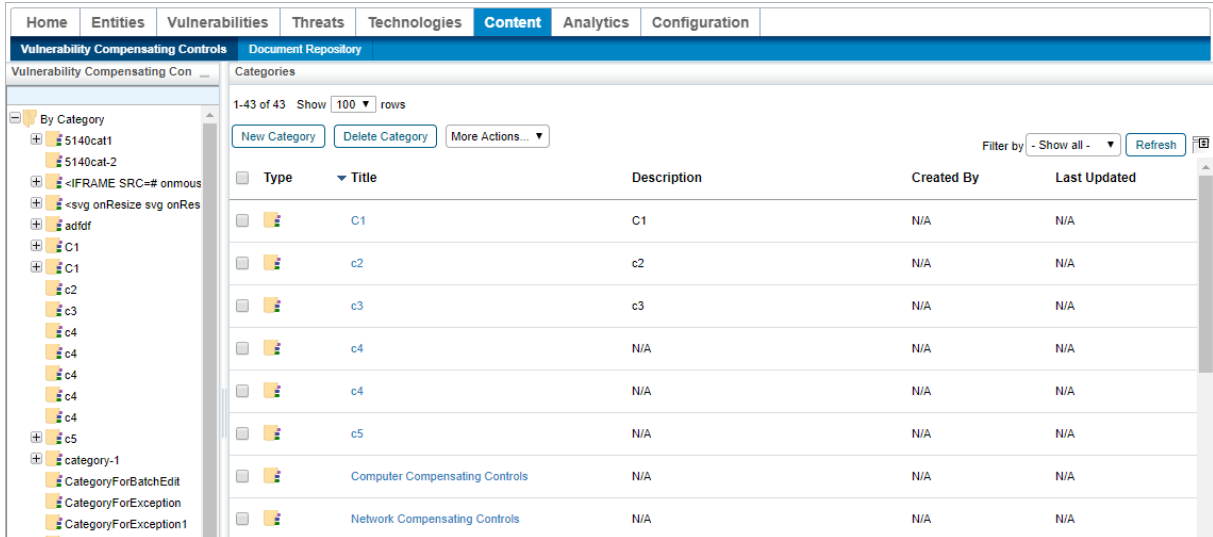 Home Entities Vulnerabilities Threats Technologies Content Analytics Configuration
Vulnerability Compensating Controls Document Repository
Vulnerability Compensating Con
By Category
5140cat1
5140cat-2
<IFRAME SRC=# onmous
<svg onResize svg onRes
adfdf
C1
C1
c2
c3
c4
c4
c4
c4
c4
c5
category-1
CategoryForBatchEdit
CategoryForException
CategoryForException1
Categories
1-43 of 43 Show 100 rows
New Category Delete Category More Actions... Filter by - Show all - Refresh
Type Title Description Created By Last Updated
C1 C1 N/A N/A
c2 c2 N/A N/A
c3 c3 N/A N/A
c4 N/A N/A N/A
c4 N/A N/A N/A
c5 N/A N/A N/A
Computer Compensating Controls N/A N/A N/A
Network Compensating Controls N/A N/A N/A